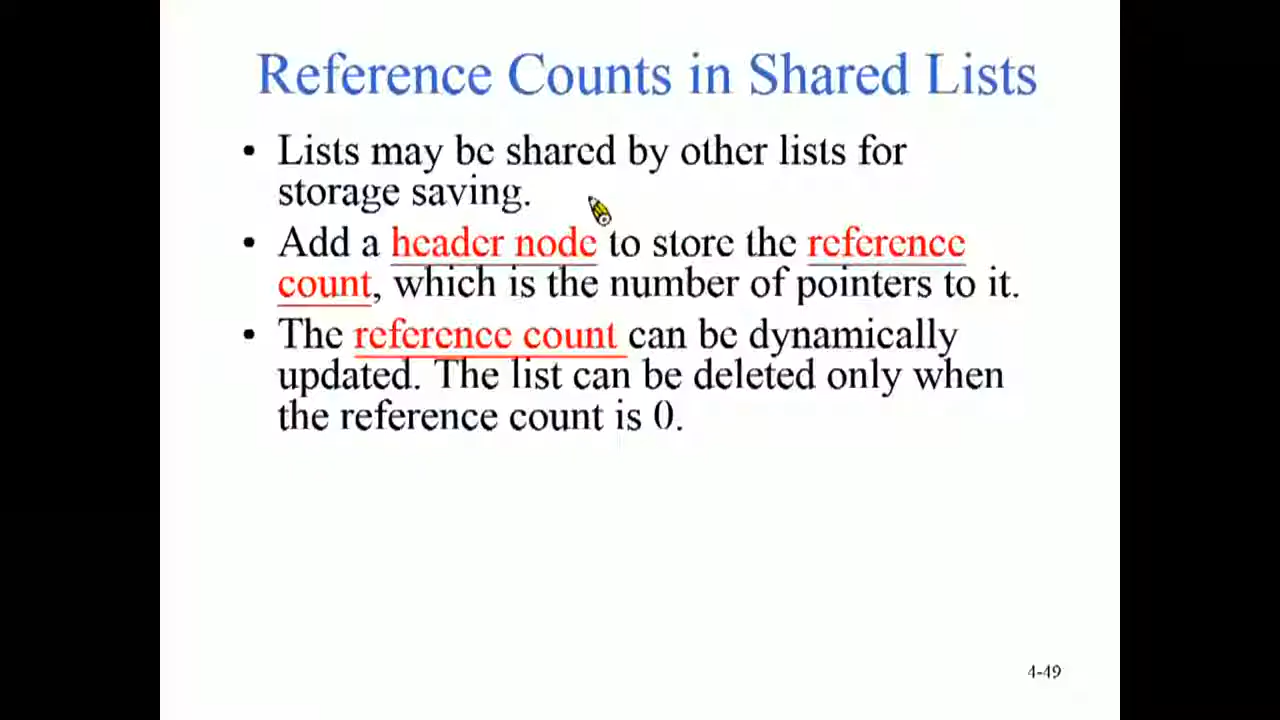 Reference Counts in Shared Lists
• Lists may be shared by other lists for
storage saving.
• Add a header node to store the reference
count, which is the number of pointers to it.
• The reference count can be dynamically
updated. The list can be deleted only when
the reference count is 0.
4-49